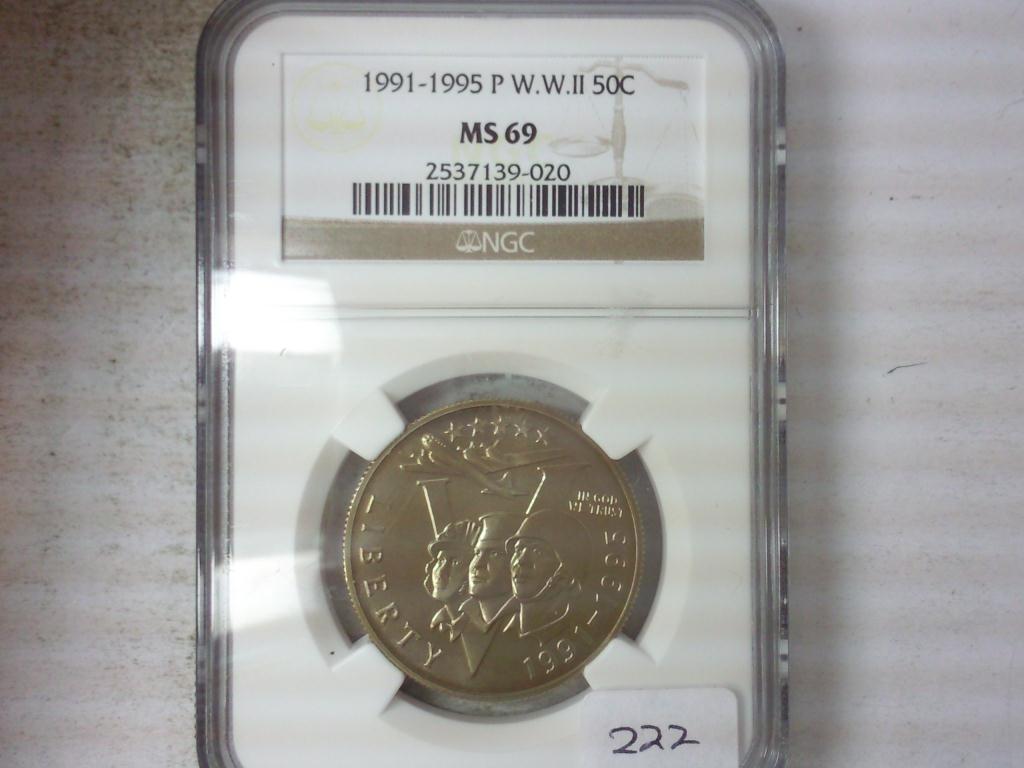 1991-1995 P W.W.II 50C
MS 69
2537139-020
NGC
LIBERTY
IN GOD
WE TRUST
1991-1995
222